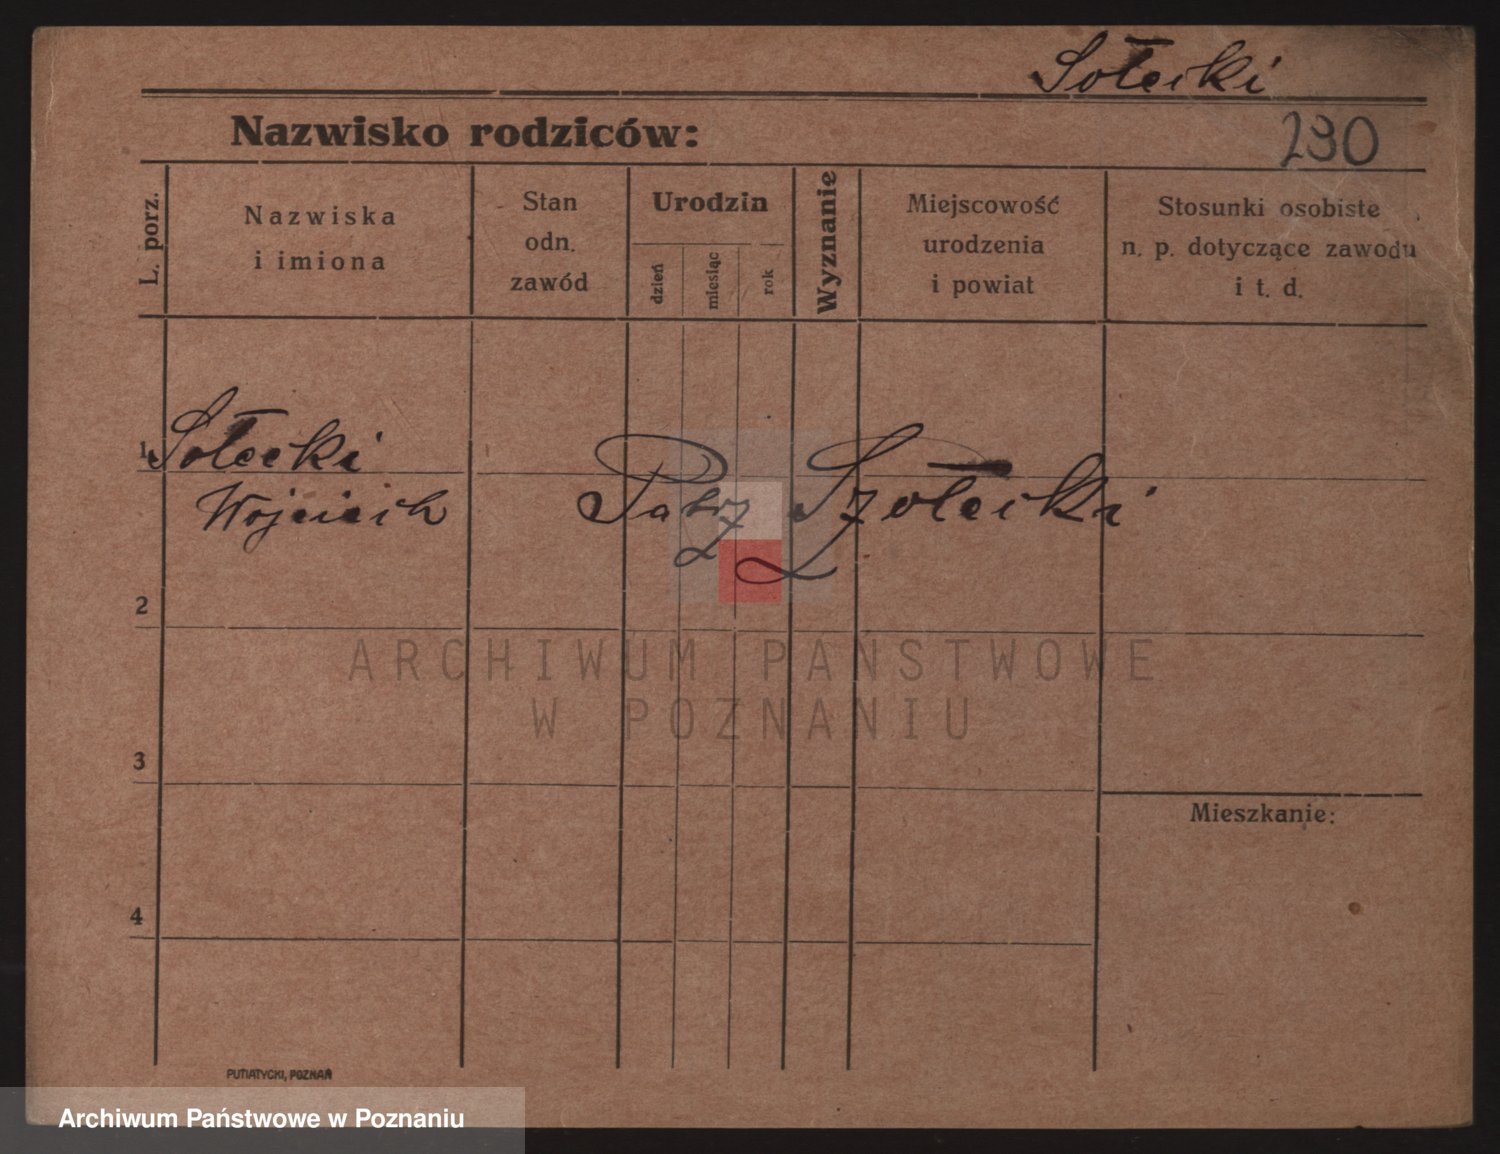 Sołecki
Nazwisko rodziców:
290
L. porz.
Nazwiska
i imiona
Stan
odn.
zawód
Urodzin
dzień
miesiąc
rok
Wyznanie
Miejscowość
urodzenia
i powiat
Stosunki osobiste
n. p. dotyczące zawodu
i t. d.
1 Sołecki
Wojciech
Patrz Szołecki
2
ARCHIWUM PAŃSTWOWE
W POZNANIU
3
Mieszkanie:
4
PUTIATYCKI, POZNAŃ
Archiwum Państwowe w Poznaniu